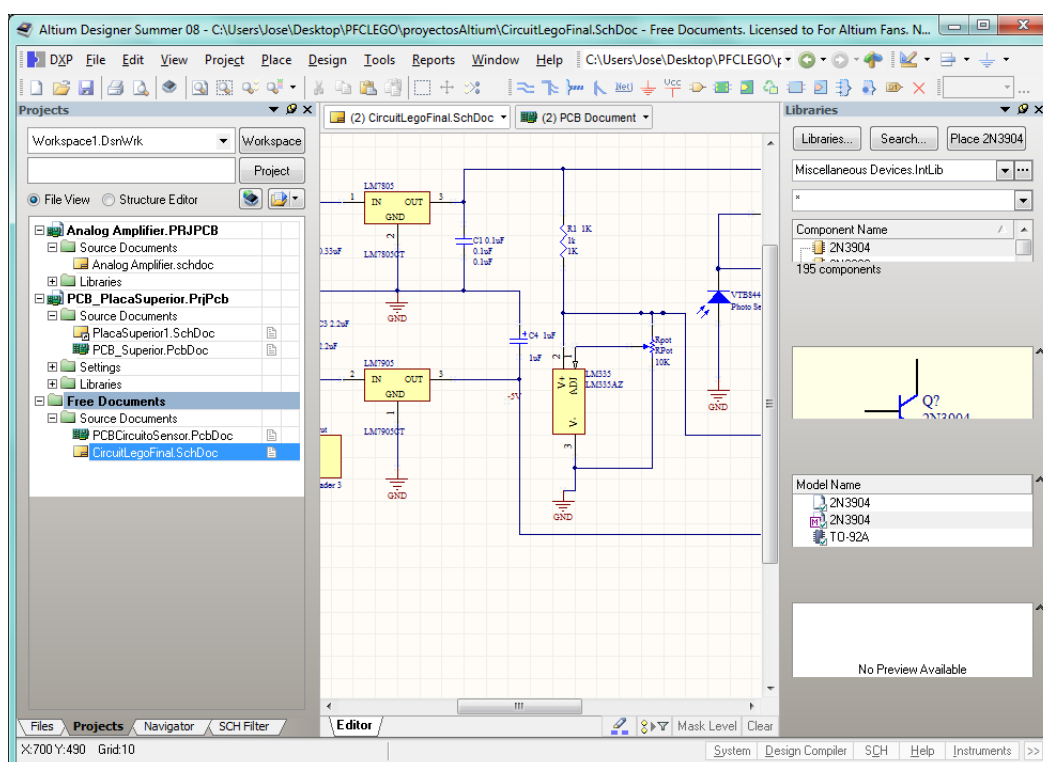 Altium Designer Summer 08 - C:\Users\Jose\Desktop\PFCLEGO\proyectosAltium\CircuitLegoFinal.SchDoc - Free Documents. Licensed to For Altium Fans. N...
DXP File Edit View Project Place Design Tools Reports Window Help C:\Users\Jose\Desktop\PFCLEGO\
Net Vcc
Projects
(2) CircuitLegoFinal.SchDoc (2) PCB Document
Libraries
Workspace1.DsnWrk Workspace
Project
File View Structure Editor
Analog Amplifier.PRJPCB
Source Documents
Analog Amplifier.schdoc
Libraries
PCB_PlacaSuperior.PrjPcb
Source Documents
PlacaSuperior1.SchDoc
PCB_Superior.PcbDoc
Settings
Libraries
Free Documents
Source Documents
PCBCircuitoSensor.PcbDoc
CircuitLegoFinal.SchDoc
LM7805
1 IN OUT 3
GND
2
0.33uF LM7805CT
C1 0.1uF
0.1uF
0.1uF
R1 1K
1k
1K
GND
C3 2.2uF
2.2uF
C4 1uF
1uF
VTB844
Photo Se
GND
LM7905
2 IN OUT 3
GND
1
-5V
LM7905CT
GND
ader 3
2 1
V+ ADJ
V-
3
LM335
LM335AZ
Rpot
RPot
10K
GND
Libraries... Search... Place 2N3904
Miscellaneous Devices.IntLib
*
Component Name
2N3904
195 components
Q?
2N3904
Model Name
2N3904
2N3904
TO-92A
No Preview Available
Files Projects Navigator SCH Filter
Editor Mask Level Clear
X:700 Y:490 Grid:10
System Design Compiler SCH Help Instruments >>